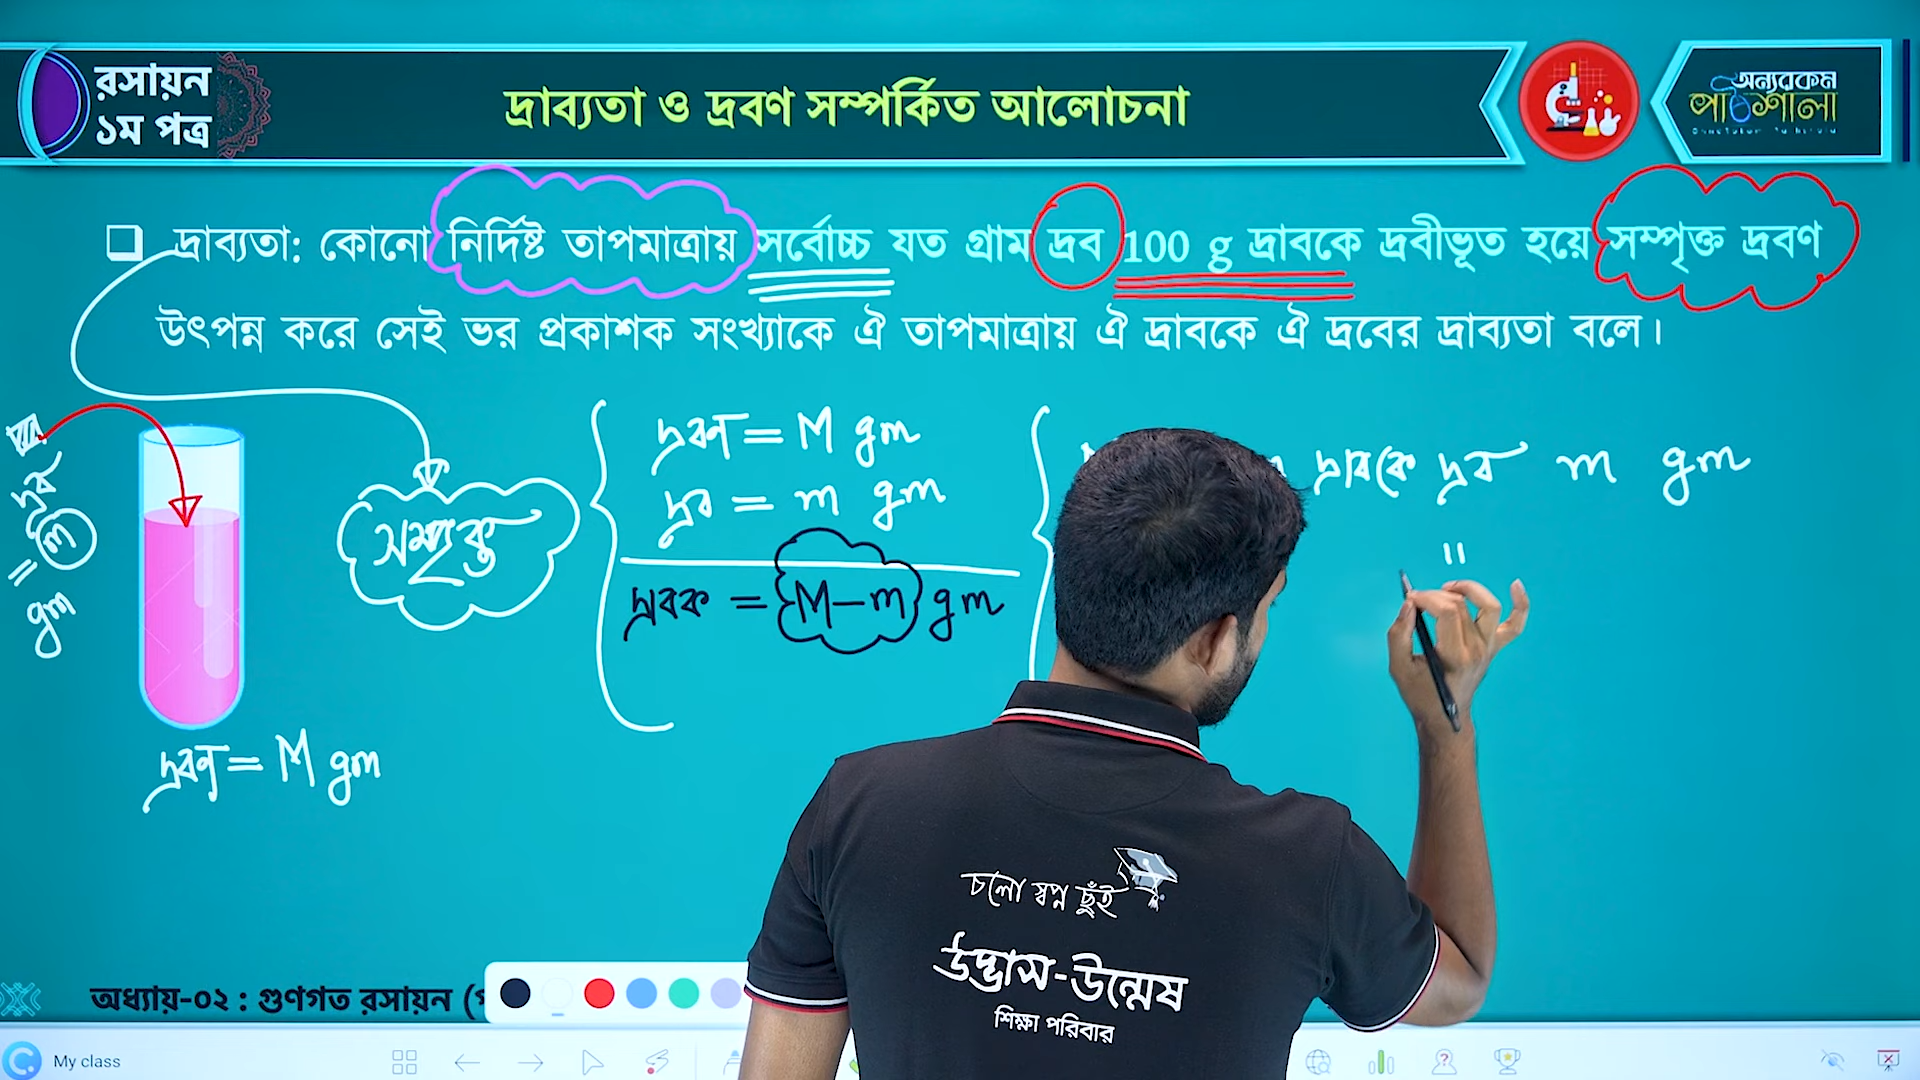 রসায়ন
১ম পত্র
দ্রাব্যতা ও দ্রবণ সম্পর্কিত আলোচনা
অন্যরকম
পাঠশালা
দ্রাব্যতা: কোনো নির্দিষ্ট তাপমাত্রায় সর্বোচ্চ যত গ্রাম দ্রব 100 g দ্রাবকে দ্রবীভূত হয়ে সম্পৃক্ত দ্রবণ
উৎপন্ন করে সেই ভর প্রকাশক সংখ্যাকে ঐ তাপমাত্রায় ঐ দ্রাবকে ঐ দ্রবের দ্রাব্যতা বলে।
দ্রব = m gm
দ্রবণ = M gm
সম্পৃক্ত
দ্রবণ = M gm
দ্রব = m gm
দ্রাবক = M-m gm
দ্রাবকে দ্রব m gm
"
চলো স্বপ্ন ছুঁই
উদ্ভাস-উন্মেষ
শিক্ষা পরিবার
অধ্যায়-০২ : গুণগত রসায়ন
My class